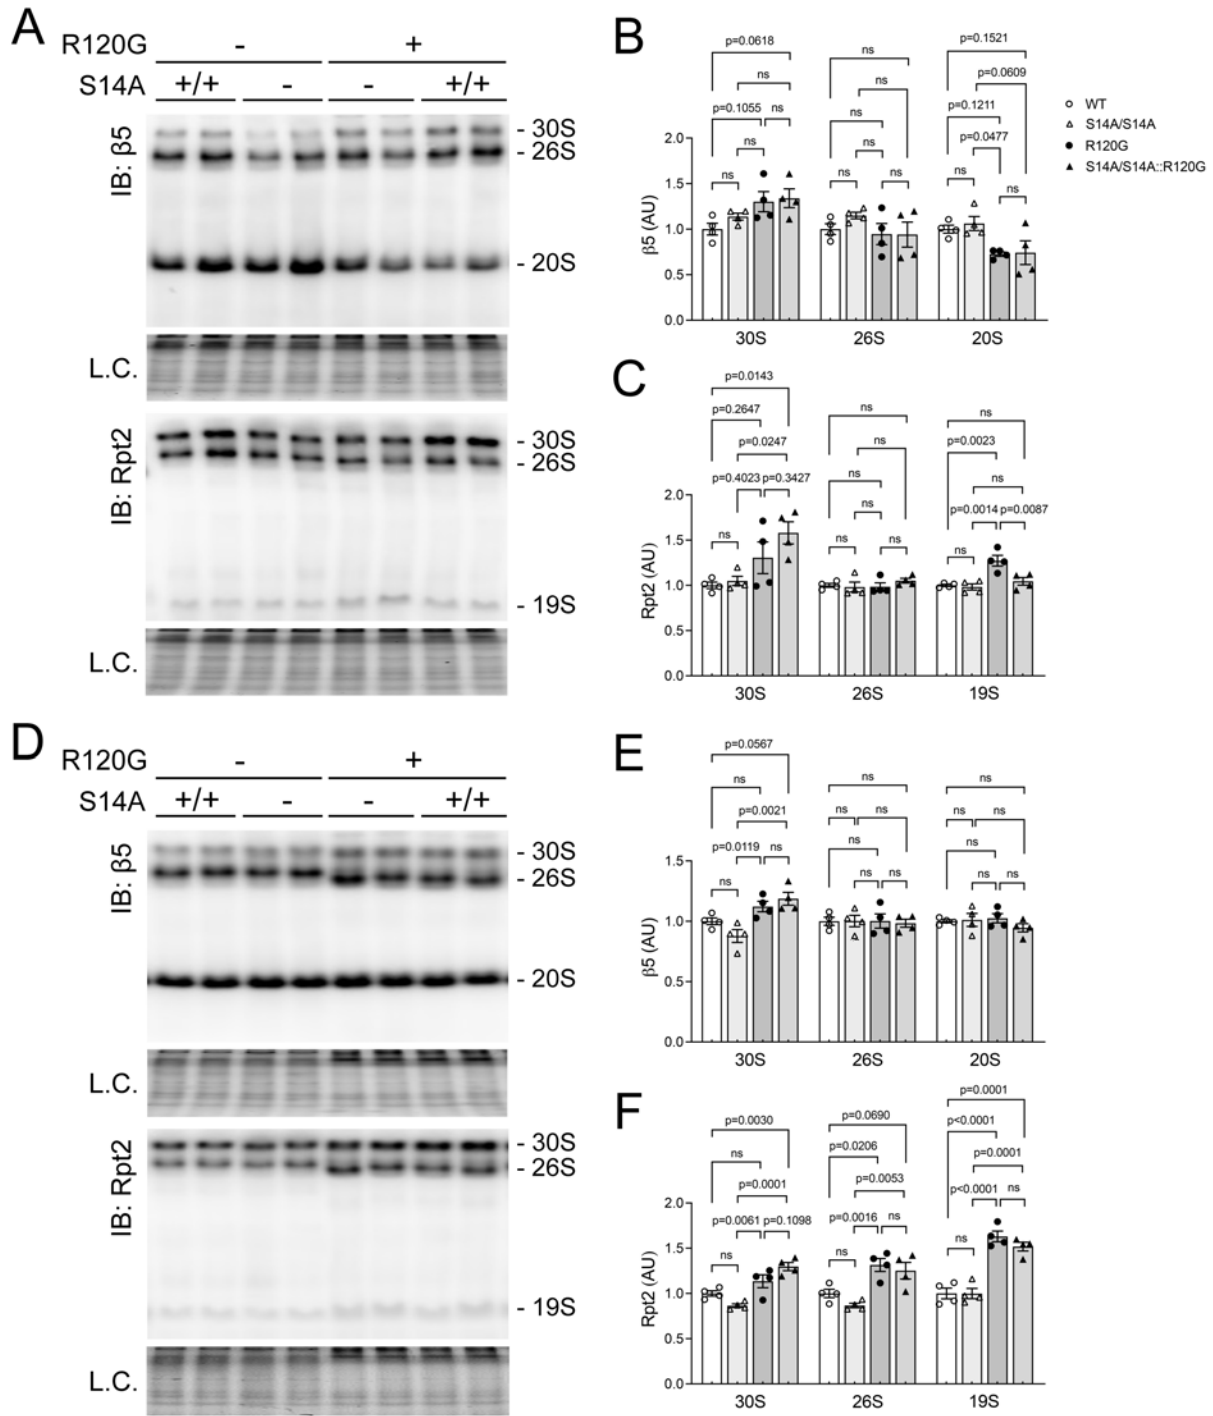 A
R120G - +
S14A +/+ - - +/+
IB: β5
- 30S
- 26S
- 20S
L.C.
IB: Rpt2
- 30S
- 26S
- 19S
L.C.
B
p=0.0618 ns p=0.1521
ns ns p=0.0609
p=0.1055 ns ns p=0.1211
ns ns p=0.0477
ns ns ns ns ns
β5 (AU)
2.0
1.5
1.0
0.5
0.0
30S 26S 20S
WT
S14A/S14A
R120G
S14A/S14A::R120G
C
p=0.0143 ns ns
p=0.2647 ns p=0.0023
p=0.0247 ns ns
p=0.4023 p=0.3427 ns p=0.0014 p=0.0087
ns ns ns ns
Rpt2 (AU)
2.0
1.5
1.0
0.5
0.0
30S 26S 19S
D
R120G - +
S14A +/+ - - +/+
IB: β5
- 30S
- 26S
- 20S
L.C.
IB: Rpt2
- 30S
- 26S
- 19S
L.C.
E
p=0.0567
ns ns ns
p=0.0021 ns ns ns ns
p=0.0119 ns ns ns
ns ns ns ns ns
β5 (AU)
1.5
1.0
0.5
0.0
30S 26S 20S
F
p=0.0030 p=0.0690 p=0.0001
ns p=0.0206 p<0.0001
p=0.0001 p=0.0053 p=0.0001
p=0.0061 p=0.1098 p=0.0016 ns p<0.0001 ns
ns ns ns
Rpt2 (AU)
2.0
1.5
1.0
0.5
0.0
30S 26S 19S